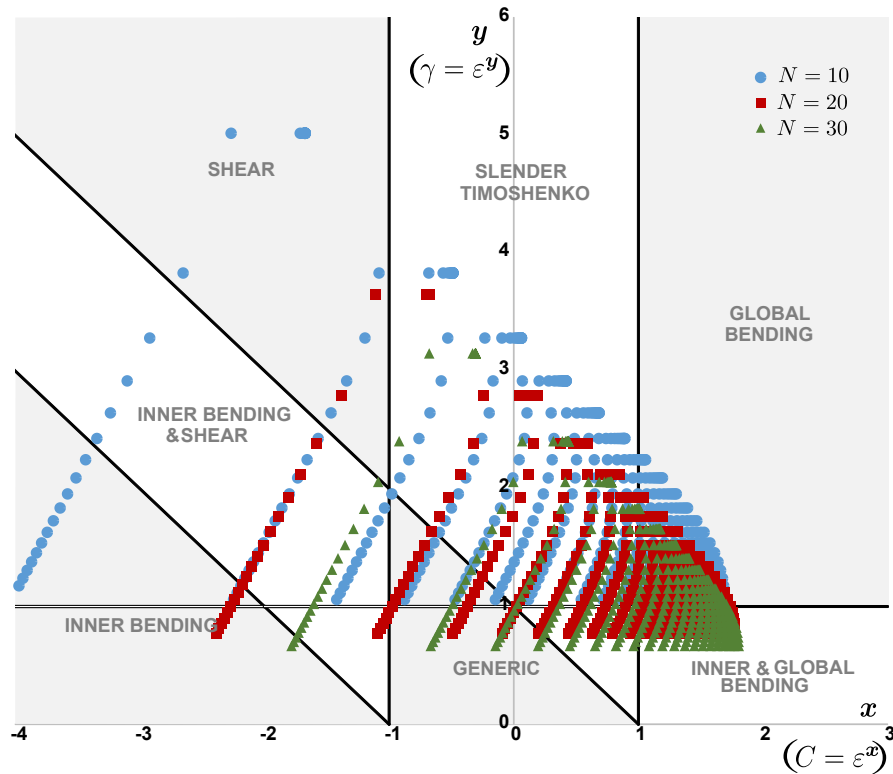 6
y
(γ = ε^y)
N = 10
N = 20
N = 30
5
SHEAR
SLENDER
TIMOSHENKO
4
GLOBAL
BENDING
3
INNER BENDING
&SHEAR
2
1
INNER BENDING
GENERIC
INNER & GLOBAL
BENDING
x
0
-4 -3 -2 -1 0 1 2 3
(C = ε^x)